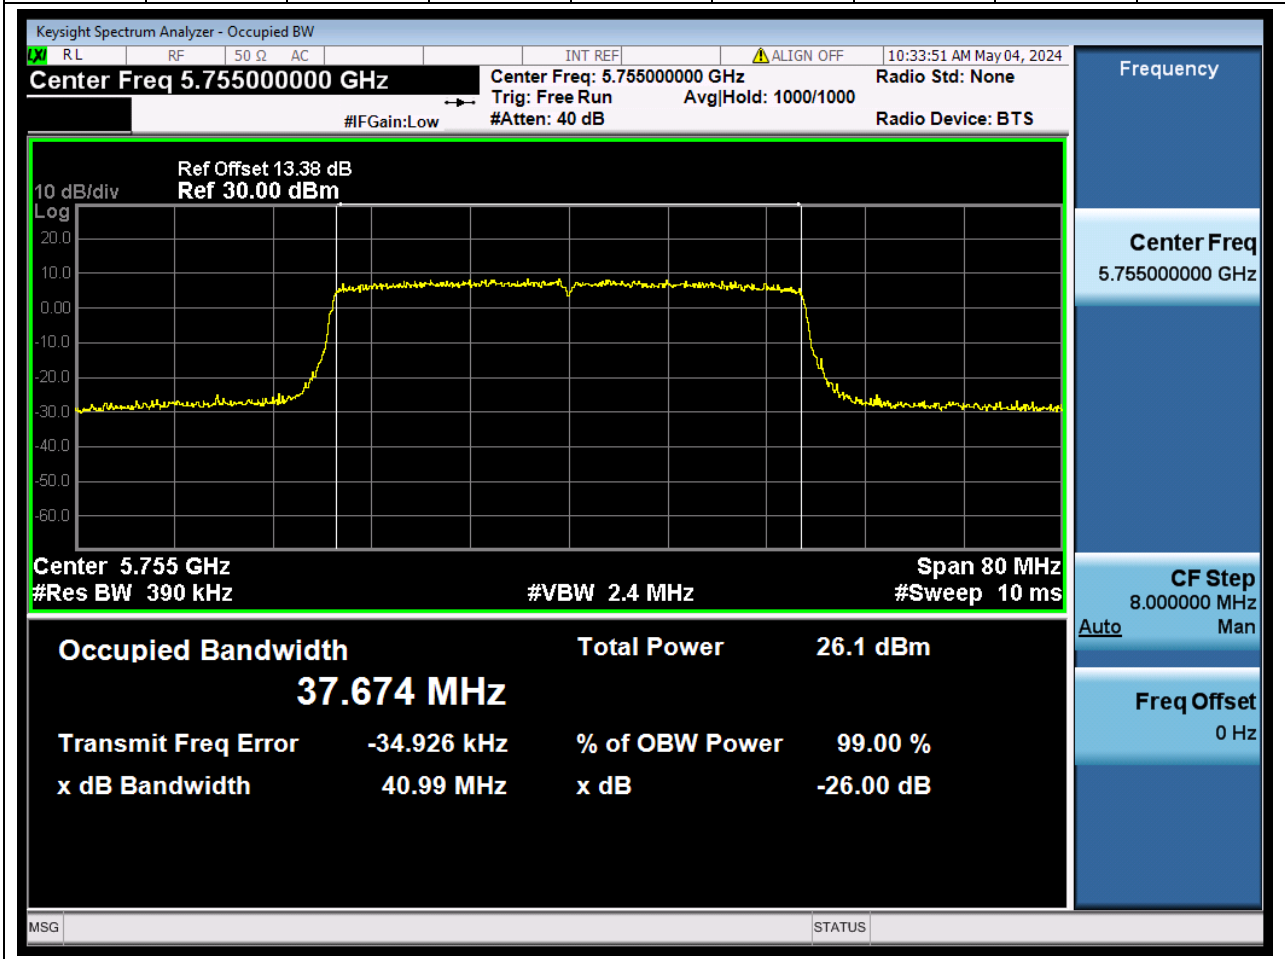 Keysight Spectrum Analyzer - Occupied BW
LXI RL RF 50 Ω AC INT REF ALIGN OFF 10:33:51 AM May 04, 2024
Center Freq 5.755000000 GHz
Center Freq: 5.755000000 GHz Radio Std: None
Trig: Free Run Avg|Hold: 1000/1000
#IFGain:Low #Atten: 40 dB Radio Device: BTS
Ref Offset 13.38 dB
10 dB/div Ref 30.00 dBm
Log
20.0
10.0
0.00
-10.0
-20.0
-30.0
-40.0
-50.0
-60.0
Center 5.755 GHz Span 80 MHz
#Res BW 390 kHz #VBW 2.4 MHz #Sweep 10 ms
Occupied Bandwidth Total Power 26.1 dBm
37.674 MHz
Transmit Freq Error -34.926 kHz % of OBW Power 99.00 %
x dB Bandwidth 40.99 MHz x dB -26.00 dB
Frequency
Center Freq
5.755000000 GHz
CF Step
8.000000 MHz
Auto Man
Freq Offset
0 Hz
MSG STATUS